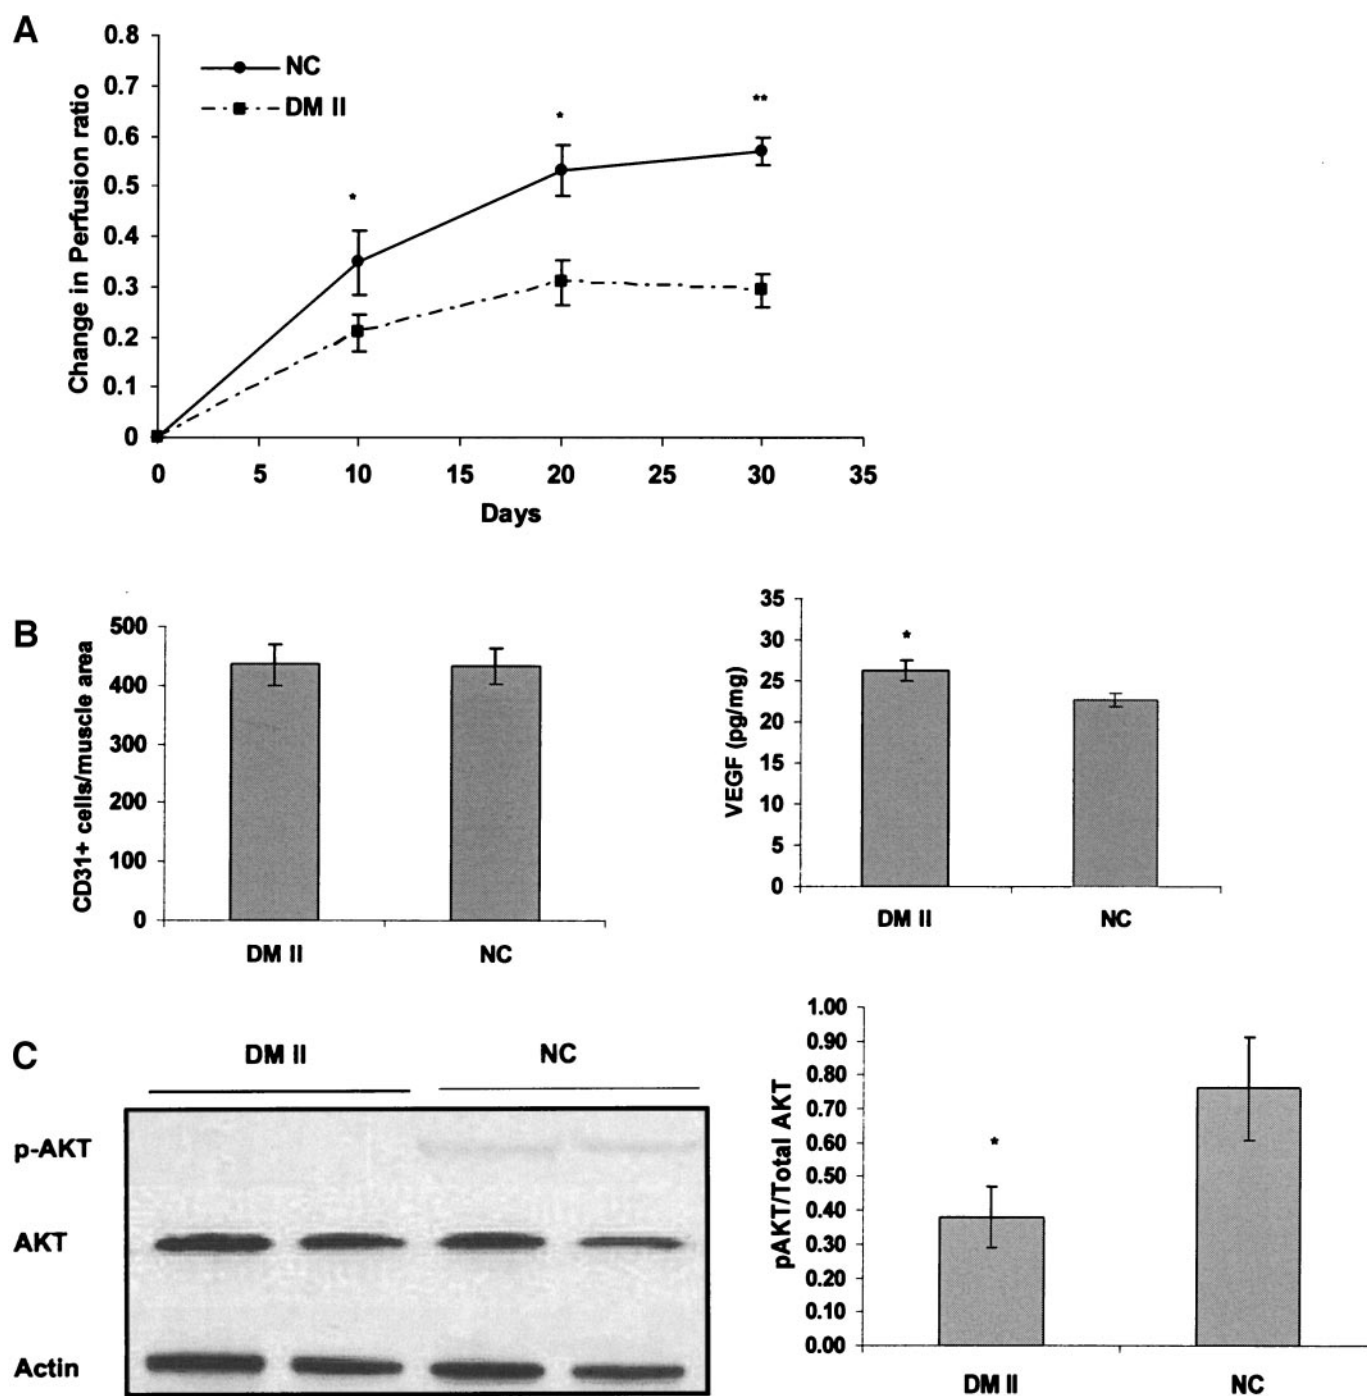 A
0.8
0.7
0.6
0.5
0.4
0.3
0.2
0.1
0
Change in Perfusion ratio
NC
DM II
*
*
**
0 5 10 15 20 25 30 35
Days
B
500
400
300
200
100
0
CD31+ cells/muscle area
DM II NC
35
30
25
20
15
10
5
0
VEGF (pg/mg)
*
DM II NC
C
DM II NC
p-AKT
AKT
Actin
1.00
0.90
0.80
0.70
0.60
0.50
0.40
0.30
0.20
0.10
0.00
pAKT/Total AKT
*
DM II NC